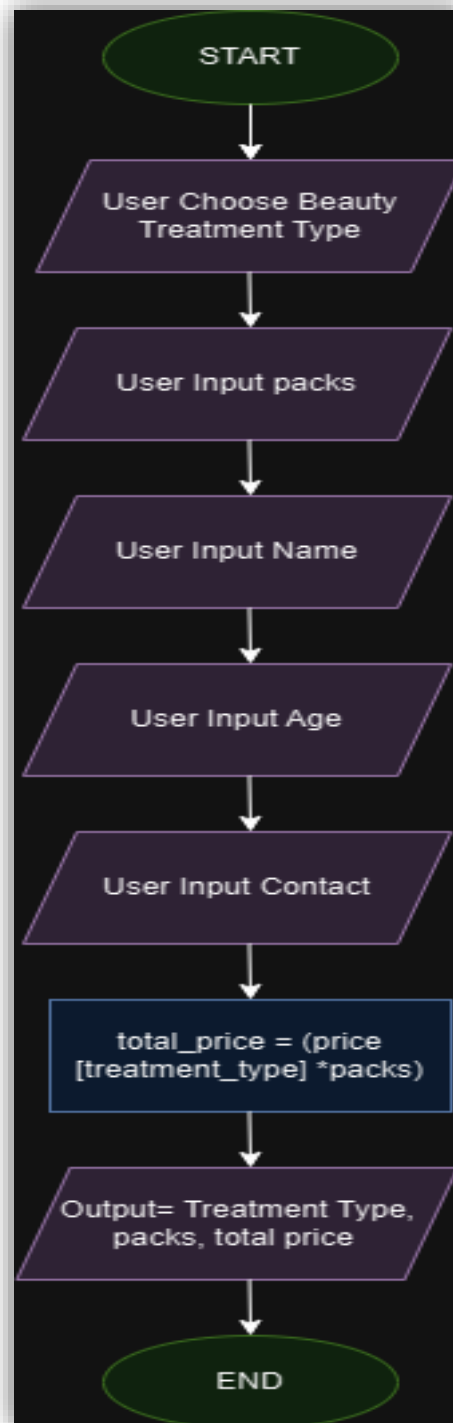 START
User Choose Beauty
Treatment Type
User Input packs
User Input Name
User Input Age
User Input Contact
total_price = (price
[treatment_type] *packs)
Output= Treatment Type,
packs, total price
END